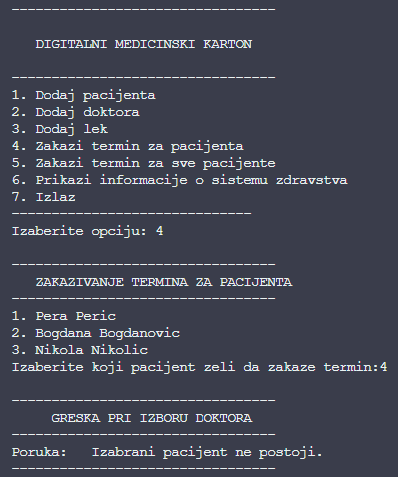 ---------------------------------
DIGITALNI MEDICINSKI KARTON
---------------------------------
1. Dodaj pacijenta
2. Dodaj doktora
3. Dodaj lek
4. Zakazi termin za pacijenta
5. Zakazi termin za sve pacijente
6. Prikazi informacije o sistemu zdravstva
7. Izlaz
------------------------------
Izaberite opciju: 4
---------------------------------
ZAKAZIVANJE TERMINA ZA PACIJENTA
---------------------------------
1. Pera Peric
2. Bogdana Bogdanovic
3. Nikola Nikolic
Izaberite koji pacijent zeli da zakaze termin:4
---------------------------------
GRESKA PRI IZBORU DOKTORA
---------------------------------
Poruka:   Izabrani pacijent ne postoji.
---------------------------------